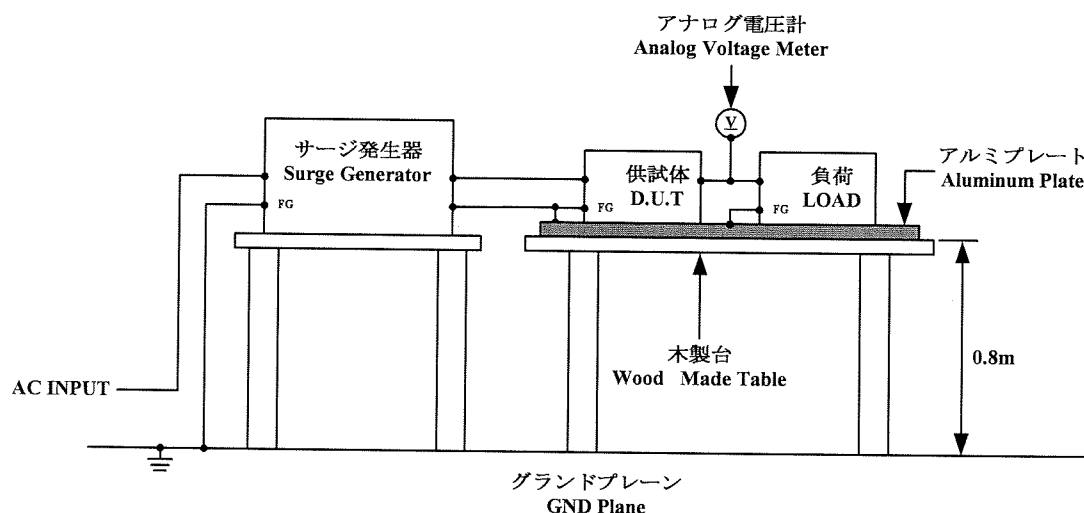 アナログ電圧計
Analog Voltage Meter
V
サージ発生器
Surge Generator
FG
供試体
D.U.T
FG
負荷
LOAD
FG
アルミプレート
Aluminum Plate
木製台
Wood Made Table
0.8m
AC INPUT
グランドプレーン
GND Plane